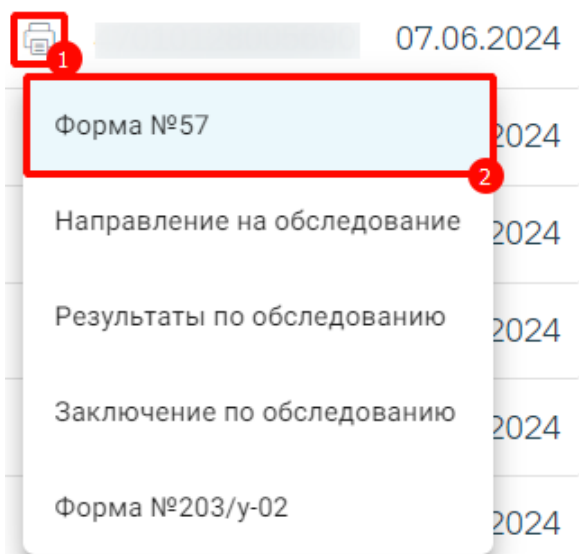 1
07.06.2024
Форма №57
2024
2
Направление на обследование
2024
Результаты по обследованию
2024
Заключение по обследованию
2024
Форма №203/у-02
2024